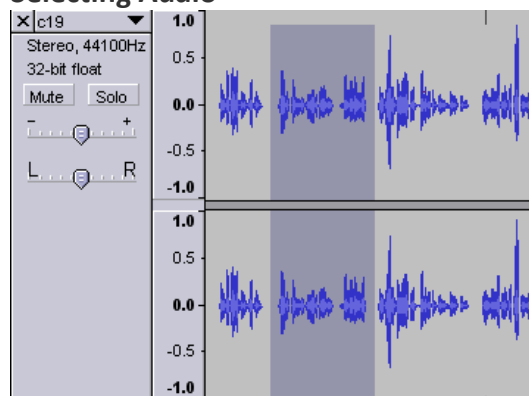 Selecting Audio
× c19 ▼
Stereo, 44100Hz
32-bit float
Mute Solo
- +
L R
1.0
0.5
0.0
-0.5
-1.0
1.0
0.5
0.0
-0.5
-1.0